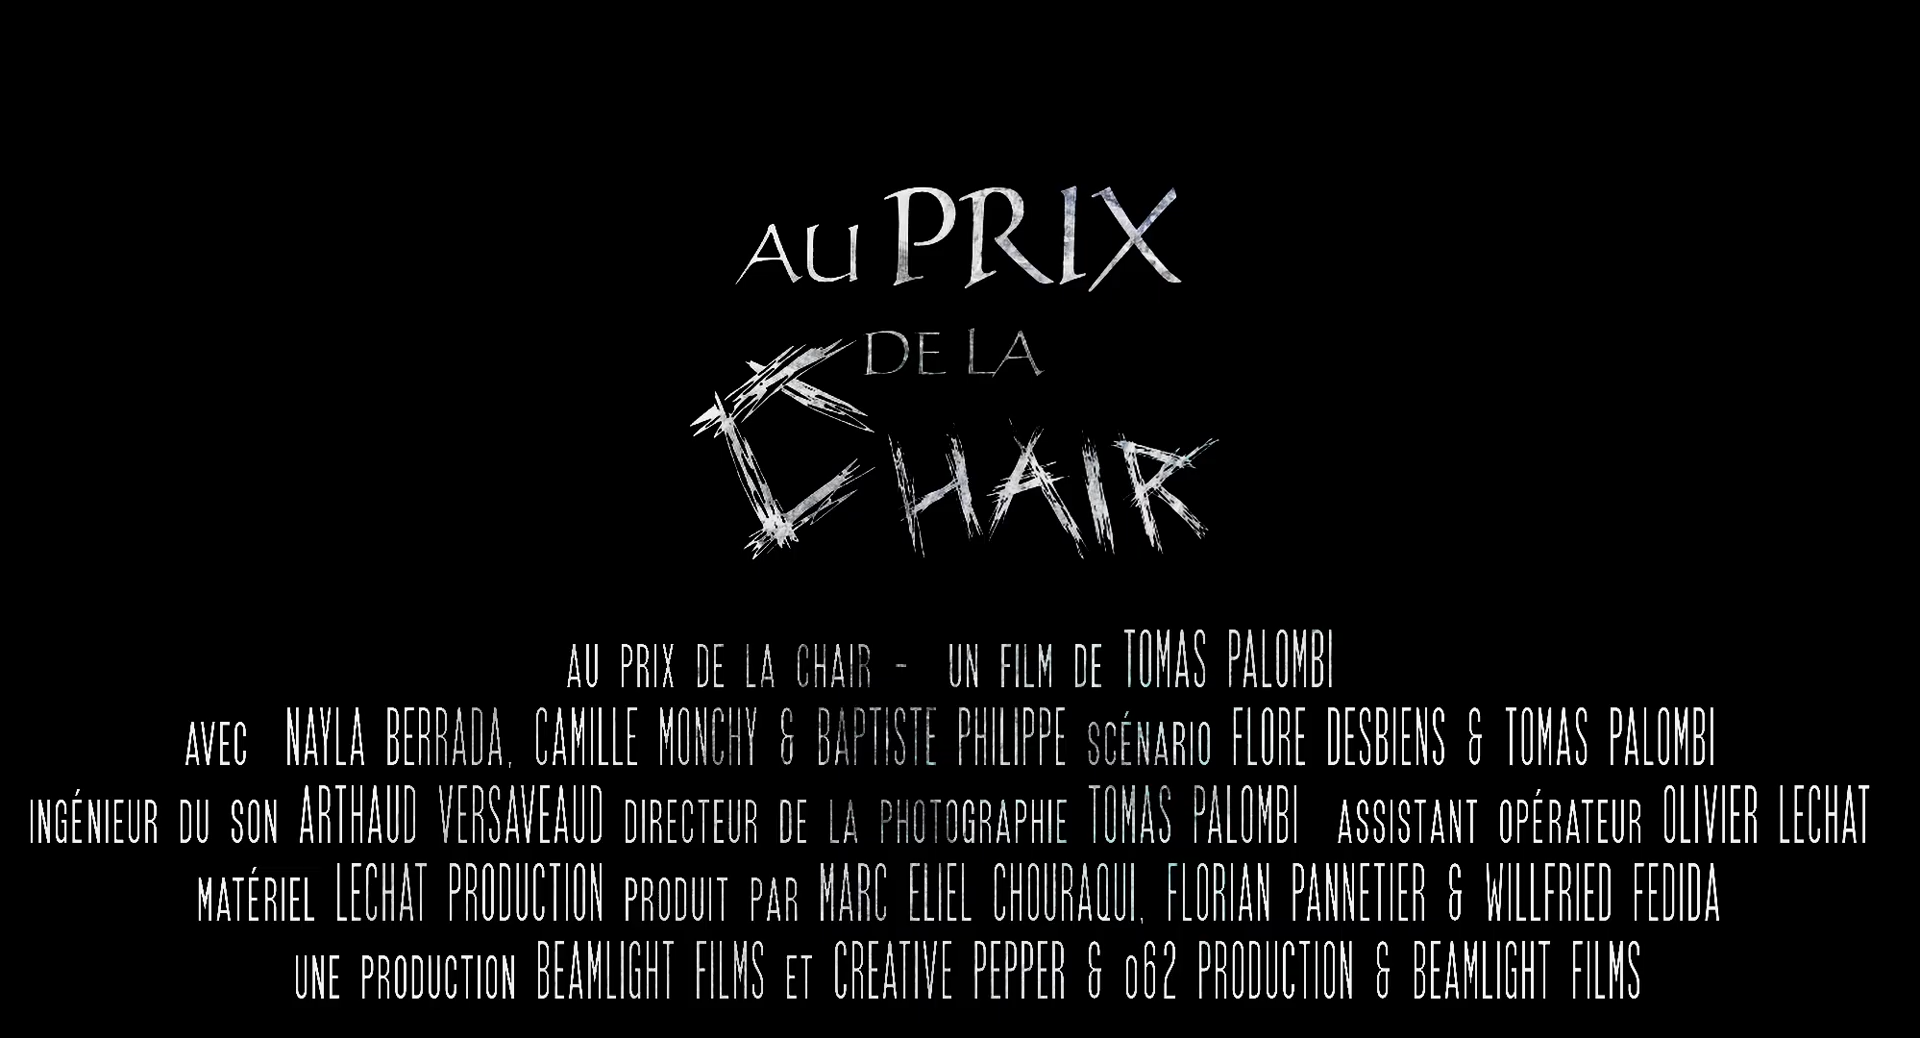 AU PRIX
DE LA
CHAIR
AU PRIX DE LA CHAIR - UN FILM DE TOMAS PALOMBI
AVEC NAYLA BERRADA, CAMILLE MONCHY & BAPTISTE PHILIPPE SCÉNARIO FLORE DESBIENS & TOMAS PALOMBI
INGÉNIEUR DU SON ARTHAUD VERSAVEAUD DIRECTEUR DE LA PHOTOGRAPHIE TOMAS PALOMBI ASSISTANT OPÉRATEUR OLIVIER LECHAT
MATÉRIEL LECHAT PRODUCTION PRODUIT PAR MARC ELIEL CHOURAQUI, FLORIAN PANNETIER & WILLFRIED FEDIDA
UNE PRODUCTION BEAMLIGHT FILMS ET CREATIVE PEPPER & 062 PRODUCTION & BEAMLIGHT FILMS